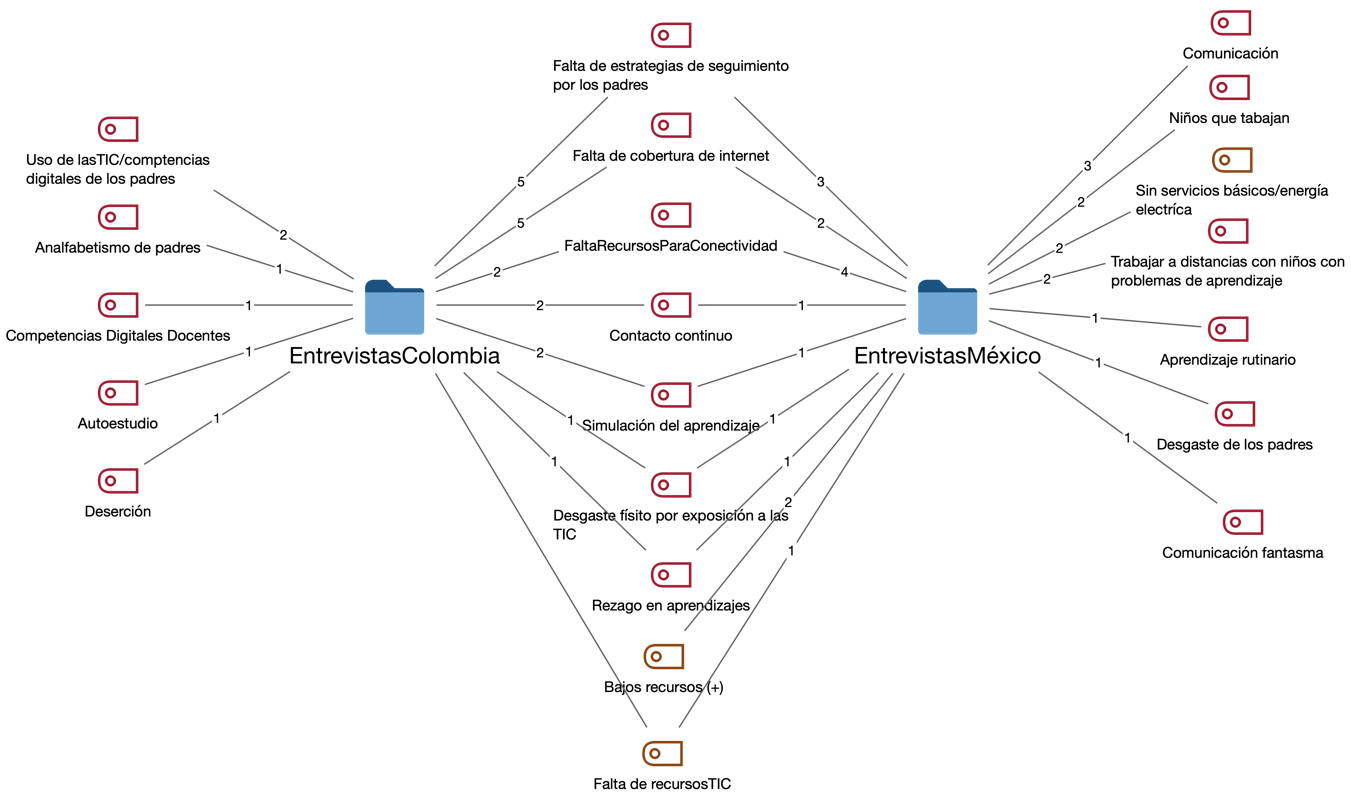 Comunicación
3
Niños que tabajan
2
Sin servicios básicos/energía
electríca
2
Trabajar a distancias con niños con
problemas de aprendizaje
2
Aprendizaje rutinario
1
Desgaste de los padres
1
Comunicación fantasma
1
Falta de estrategias de seguimiento
por los padres
5
3
Falta de cobertura de internet
5
2
FaltaRecursosParaConectividad
2
4
Contacto continuo
2
1
Simulación del aprendizaje
2
1
Desgaste físito por exposición a las
TIC
1
1
Rezago en aprendizajes
1
1
Bajos recursos (+)
2
Falta de recursosTIC
1
Uso de lasTIC/comptencias
digitales de los padres
2
Analfabetismo de padres
1
Competencias Digitales Docentes
1
Autoestudio
1
Deserción
1
EntrevistasColombia
EntrevistasMéxico